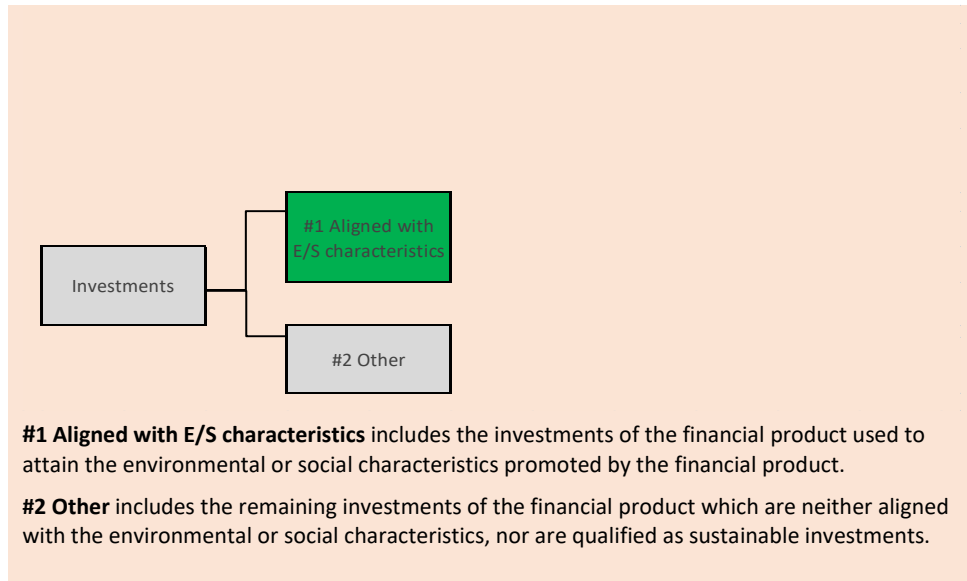 #1 Aligned with
E/S characteristics
Investments
#2 Other
#1 Aligned with E/S characteristics includes the investments of the financial product used to
attain the environmental or social characteristics promoted by the financial product.
#2 Other includes the remaining investments of the financial product which are neither aligned
with the environmental or social characteristics, nor are qualified as sustainable investments.